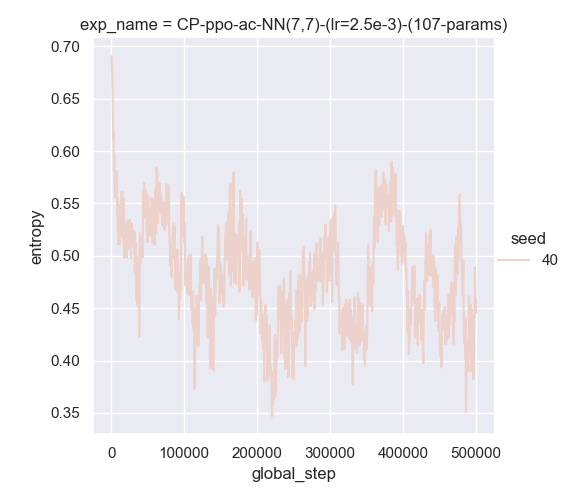 exp_name = CP-ppo-ac-NN(7,7)-(lr=2.5e-3)-(107-params)
0.70
0.65
0.60
0.55
0.50
0.45
0.40
0.35
entropy
0 100000 200000 300000 400000 500000
global_step
seed
40